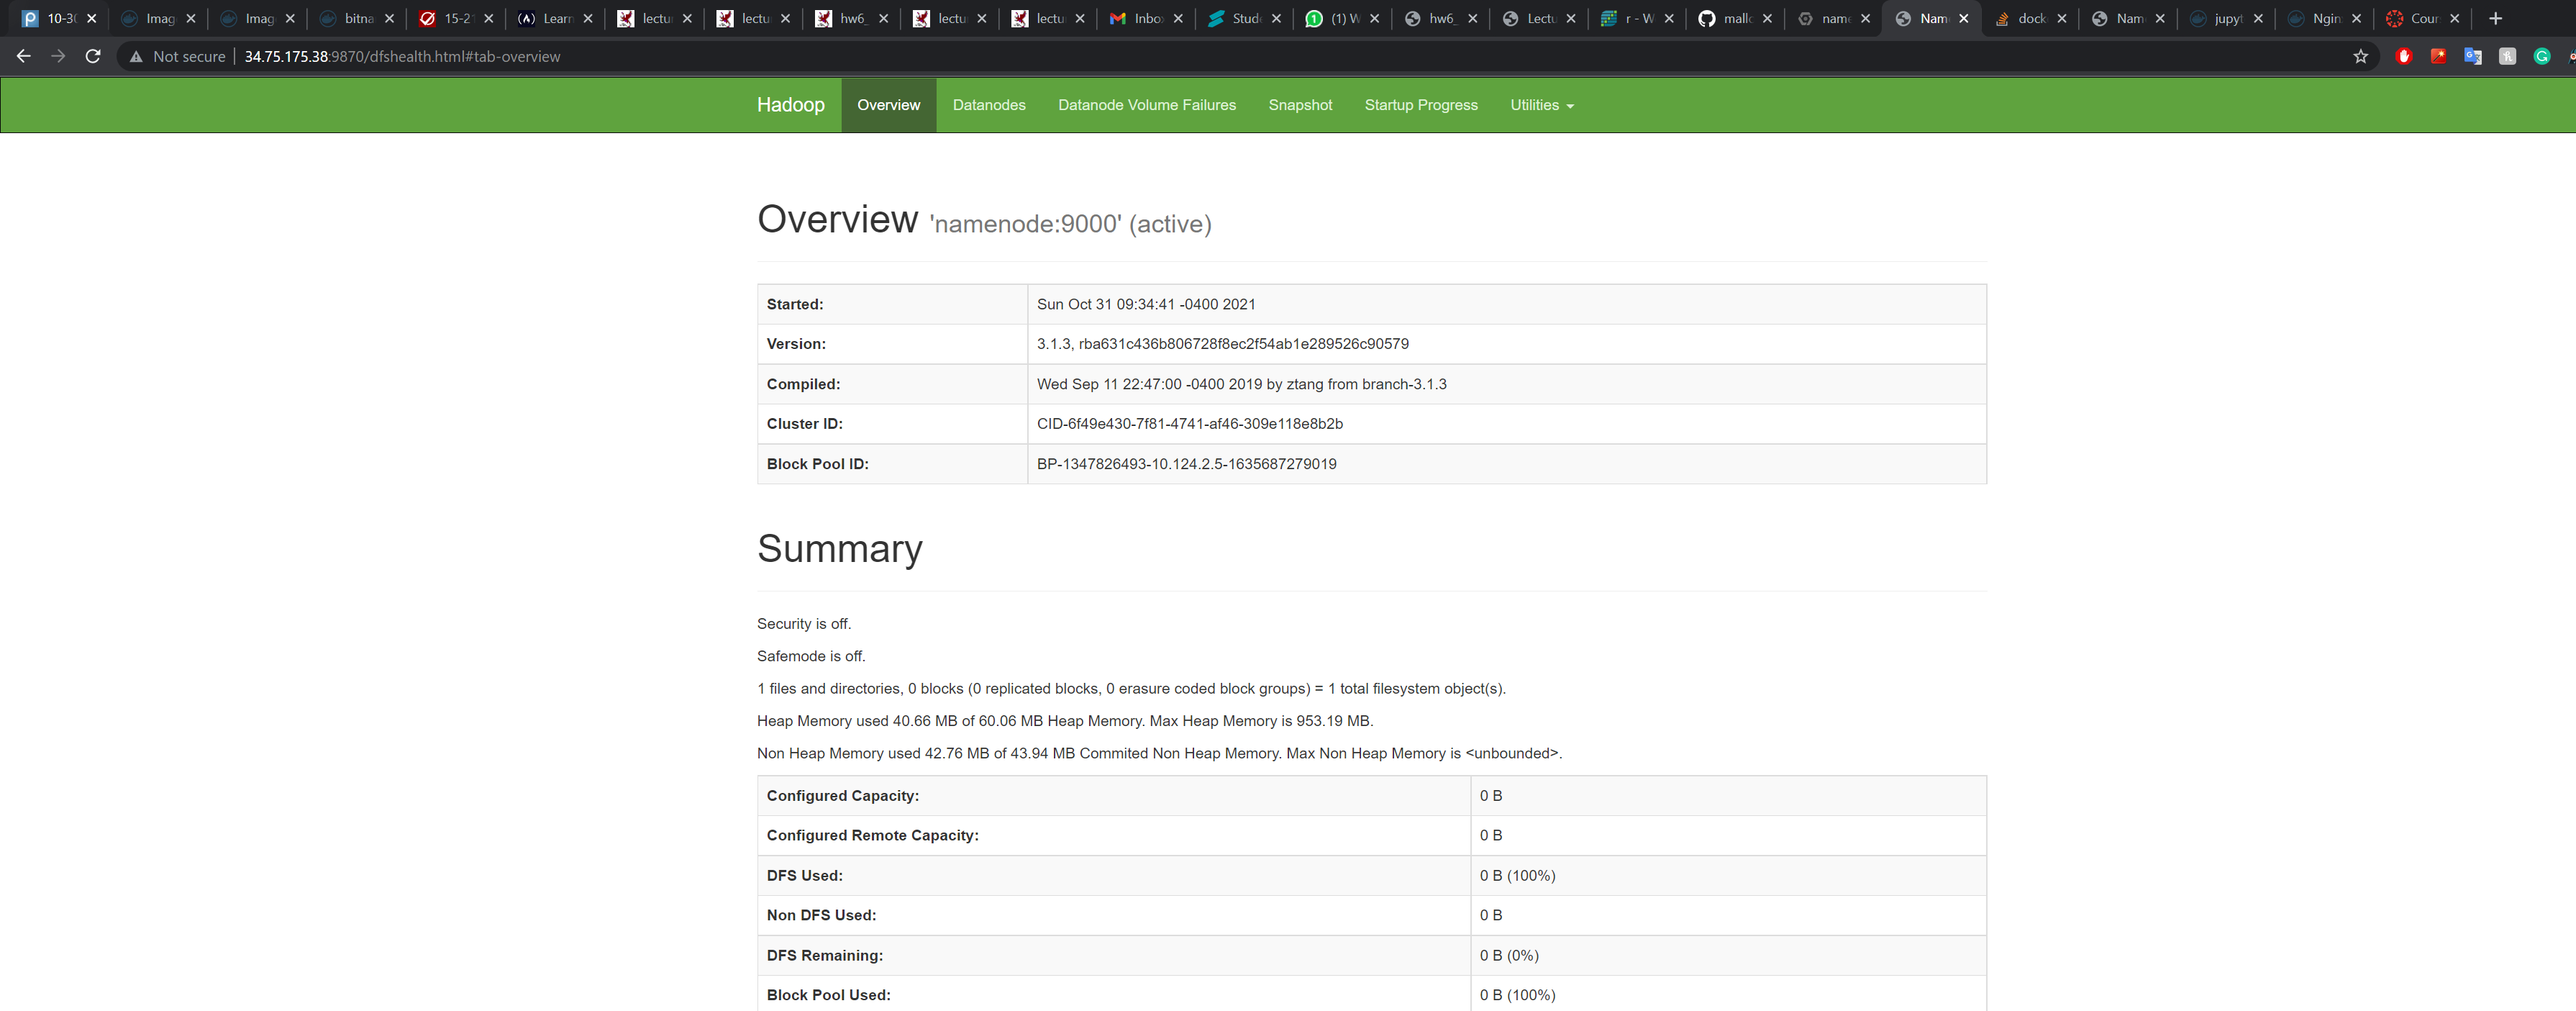 10-30 Imag Imag bitna 15-21 Learn lectu lectu hw6_ lectu lectu Inbox Stude (1) W hw6_ Lectu r - W mallo name Nam dock Nam jupyt Ngin Cour
Not secure 34.75.175.38:9870/dfshealth.html#tab-overview
Hadoop Overview Datanodes Datanode Volume Failures Snapshot Startup Progress Utilities
Overview 'namenode:9000' (active)
Started: Sun Oct 31 09:34:41 -0400 2021
Version: 3.1.3, rba631c436b806728f8ec2f54ab1e289526c90579
Compiled: Wed Sep 11 22:47:00 -0400 2019 by ztang from branch-3.1.3
Cluster ID: CID-6f49e430-7f81-4741-af46-309e118e8b2b
Block Pool ID: BP-1347826493-10.124.2.5-1635687279019
Summary
Security is off.
Safemode is off.
1 files and directories, 0 blocks (0 replicated blocks, 0 erasure coded block groups) = 1 total filesystem object(s).
Heap Memory used 40.66 MB of 60.06 MB Heap Memory. Max Heap Memory is 953.19 MB.
Non Heap Memory used 42.76 MB of 43.94 MB Commited Non Heap Memory. Max Non Heap Memory is <unbounded>.
Configured Capacity: 0 B
Configured Remote Capacity: 0 B
DFS Used: 0 B (100%)
Non DFS Used: 0 B
DFS Remaining: 0 B (0%)
Block Pool Used: 0 B (100%)